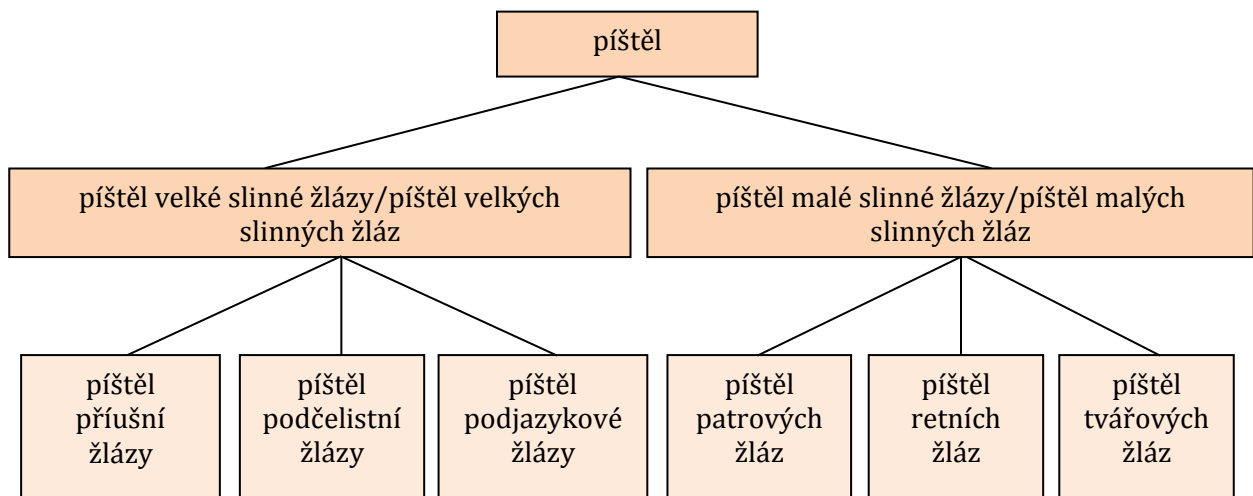 píštěl
píštěl velké slinné žlázy/píštěl velkých
slinných žláz
píštěl malé slinné žlázy/píštěl malých
slinných žláz
píštěl
příušní
žlázy
píštěl
podčelistní
žlázy
píštěl
podjazykové
žlázy
píštěl
patrových
žláz
píštěl
retních
žláz
píštěl
tvářových
žláz